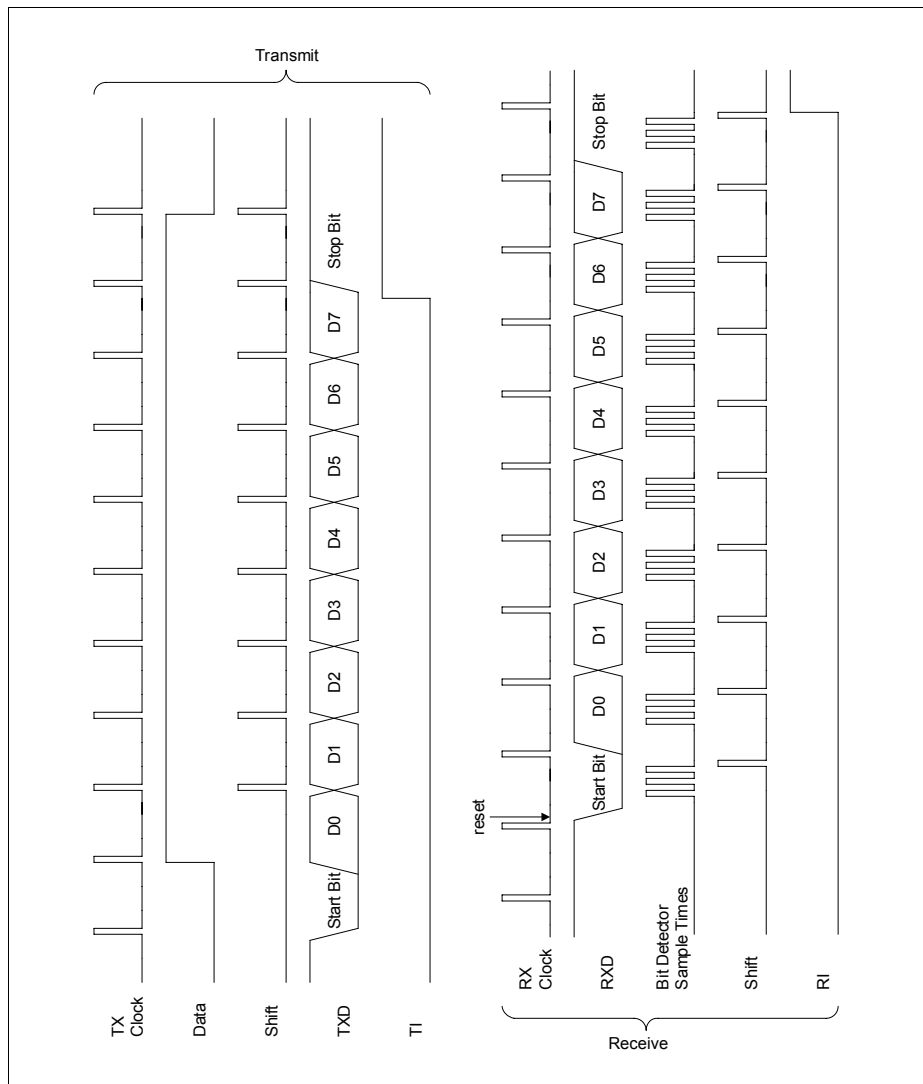 Transmit
TX
Clock
Data
Shift
TXD
Start Bit
D0
D1
D2
D3
D4
D5
D6
D7
Stop Bit
TI
RX
Clock
reset
RXD
Start Bit
D0
D1
D2
D3
D4
D5
D6
D7
Stop Bit
Bit Detector
Sample Times
Shift
RI
Receive